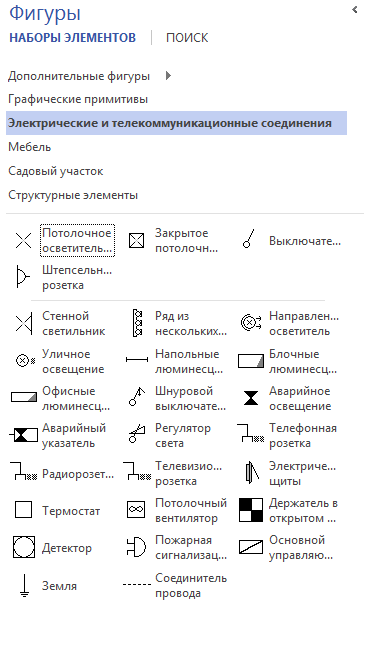 Фигуры
НАБОРЫ ЭЛЕМЕНТОВ ПОИСК
Дополнительные фигуры
Графические примитивы
Электрические и телекоммуникационные соединения
Мебель
Садовый участок
Структурные элементы
Потолочное осветитель...
Закрытое потолочн...
Выключате...
Штепсельн... розетка
Стенной светильник
Ряд из нескольких...
Направлен... осветитель
Уличное освещение
Напольные люминесц...
Блочные люминесц...
Офисные люминесц...
Шнуровой выключате...
Аварийное освещение
Аварийный указатель
Регулятор света
Телефонная розетка
Радиорозет...
Телевизио... розетка
Электриче... щиты
Термостат
Потолочный вентилятор
Держатель в открытом ...
Детектор
Пожарная сигнализац...
Основной управляю...
Земля
Соединитель провода